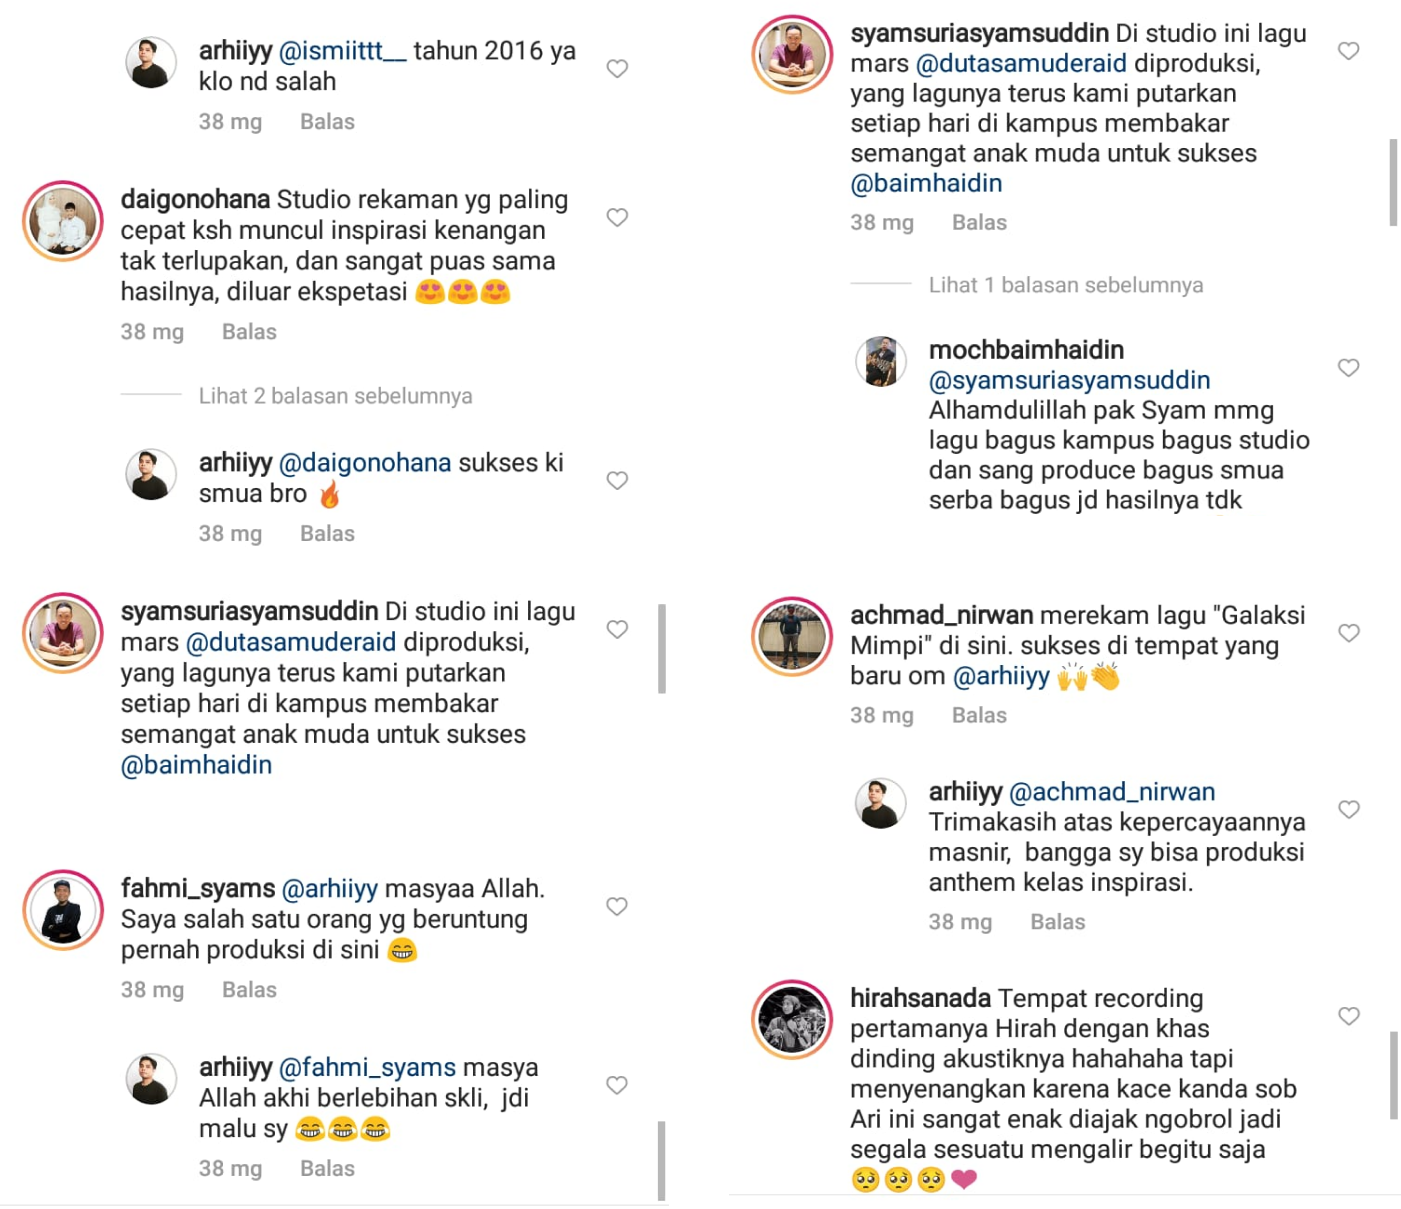 arhiiyy @ismiittt__ tahun 2016 ya
klo nd salah
38 mg Balas
daigonohana Studio rekaman yg paling
cepat ksh muncul inspirasi kenangan
tak terlupakan, dan sangat puas sama
hasilnya, diluar ekspetasi 😍😍😍
38 mg Balas
Lihat 2 balasan sebelumnya
arhiiyy @daigonohana sukses ki
smua bro 🔥
38 mg Balas
syamsuriasyamsuddin Di studio ini lagu
mars @dutasamuderaid diproduksi,
yang lagunya terus kami putarkan
setiap hari di kampus membakar
semangat anak muda untuk sukses
@baimhaidin
fahmi_syams @arhiiyy masyaa Allah.
Saya salah satu orang yg beruntung
pernah produksi di sini 😁
38 mg Balas
arhiiyy @fahmi_syams masya
Allah akhi berlebihan skli, jdi
malu sy 😂😂😂
38 mg Balas
syamsuriasyamsuddin Di studio ini lagu
mars @dutasamuderaid diproduksi,
yang lagunya terus kami putarkan
setiap hari di kampus membakar
semangat anak muda untuk sukses
@baimhaidin
38 mg Balas
Lihat 1 balasan sebelumnya
mochbaimhaidin
@syamsuriasyamsuddin
Alhamdulillah pak Syam mmg
lagu bagus kampus bagus studio
dan sang produce bagus smua
serba bagus jd hasilnya tdk
achmad_nirwan merekam lagu "Galaksi
Mimpi" di sini. sukses di tempat yang
baru om @arhiiyy 🙌👏
38 mg Balas
arhiiyy @achmad_nirwan
Trimakasih atas kepercayaannya
masnir, bangga sy bisa produksi
anthem kelas inspirasi.
38 mg Balas
hirahsanada Tempat recording
pertamanya Hirah dengan khas
dinding akustiknya hahahaha tapi
menyenangkan karena kace kanda sob
Ari ini sangat enak diajak ngobrol jadi
segala sesuatu mengalir begitu saja
🥺🥺🥺❤